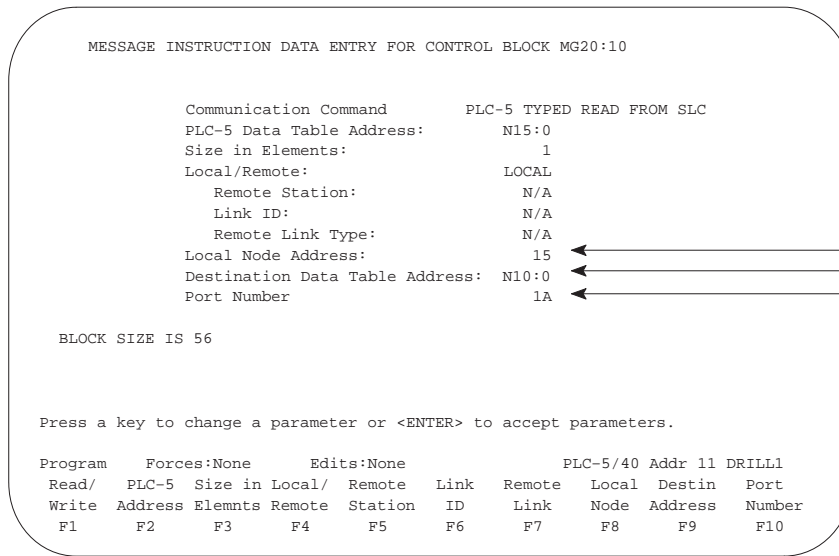 MESSAGE INSTRUCTION DATA ENTRY FOR CONTROL BLOCK MG20:10
Communication Command PLC-5 TYPED READ FROM SLC
PLC-5 Data Table Address: N15:0
Size in Elements: 1
Local/Remote: LOCAL
Remote Station: N/A
Link ID: N/A
Remote Link Type: N/A
Local Node Address: 15
Destination Data Table Address: N10:0
Port Number 1A
BLOCK SIZE IS 56
Press a key to change a parameter or <ENTER> to accept parameters.
Program Forces:None Edits:None PLC-5/40 Addr 11 DRILL1
Read/ PLC-5 Size in Local/ Remote Link Remote Local Destin Port
Write Address Elemnts Remote Station ID Link Node Address Number
F1 F2 F3 F4 F5 F6 F7 F8 F9 F10